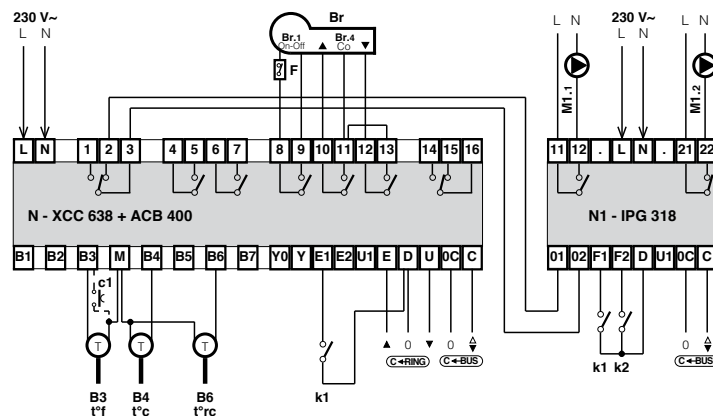 230 V~
L N
Br
Br.1 Br.4
On-Off ▲ Co ▼
F
L N
230 V~
L N
L N
M1.1
M1.2
L N 1 2 3 4 5 6 7 8 9 10 11 12 13 14 15 16
11 12 . L N . 21 22
N - XCC 638 + ACB 400
N1 - IPG 318
B1 B2 B3 M B4 B5 B6 B7 Y0 Y E1 E2 U1 E D U 0C C
01 02 F1 F2 D U1 0C C
c1
T T T
▲ 0 ▼ 0
C◄RING C◄BUS
0
C◄BUS
k1 k2
B3 B4 B6
t°f t°c t°rc
k1